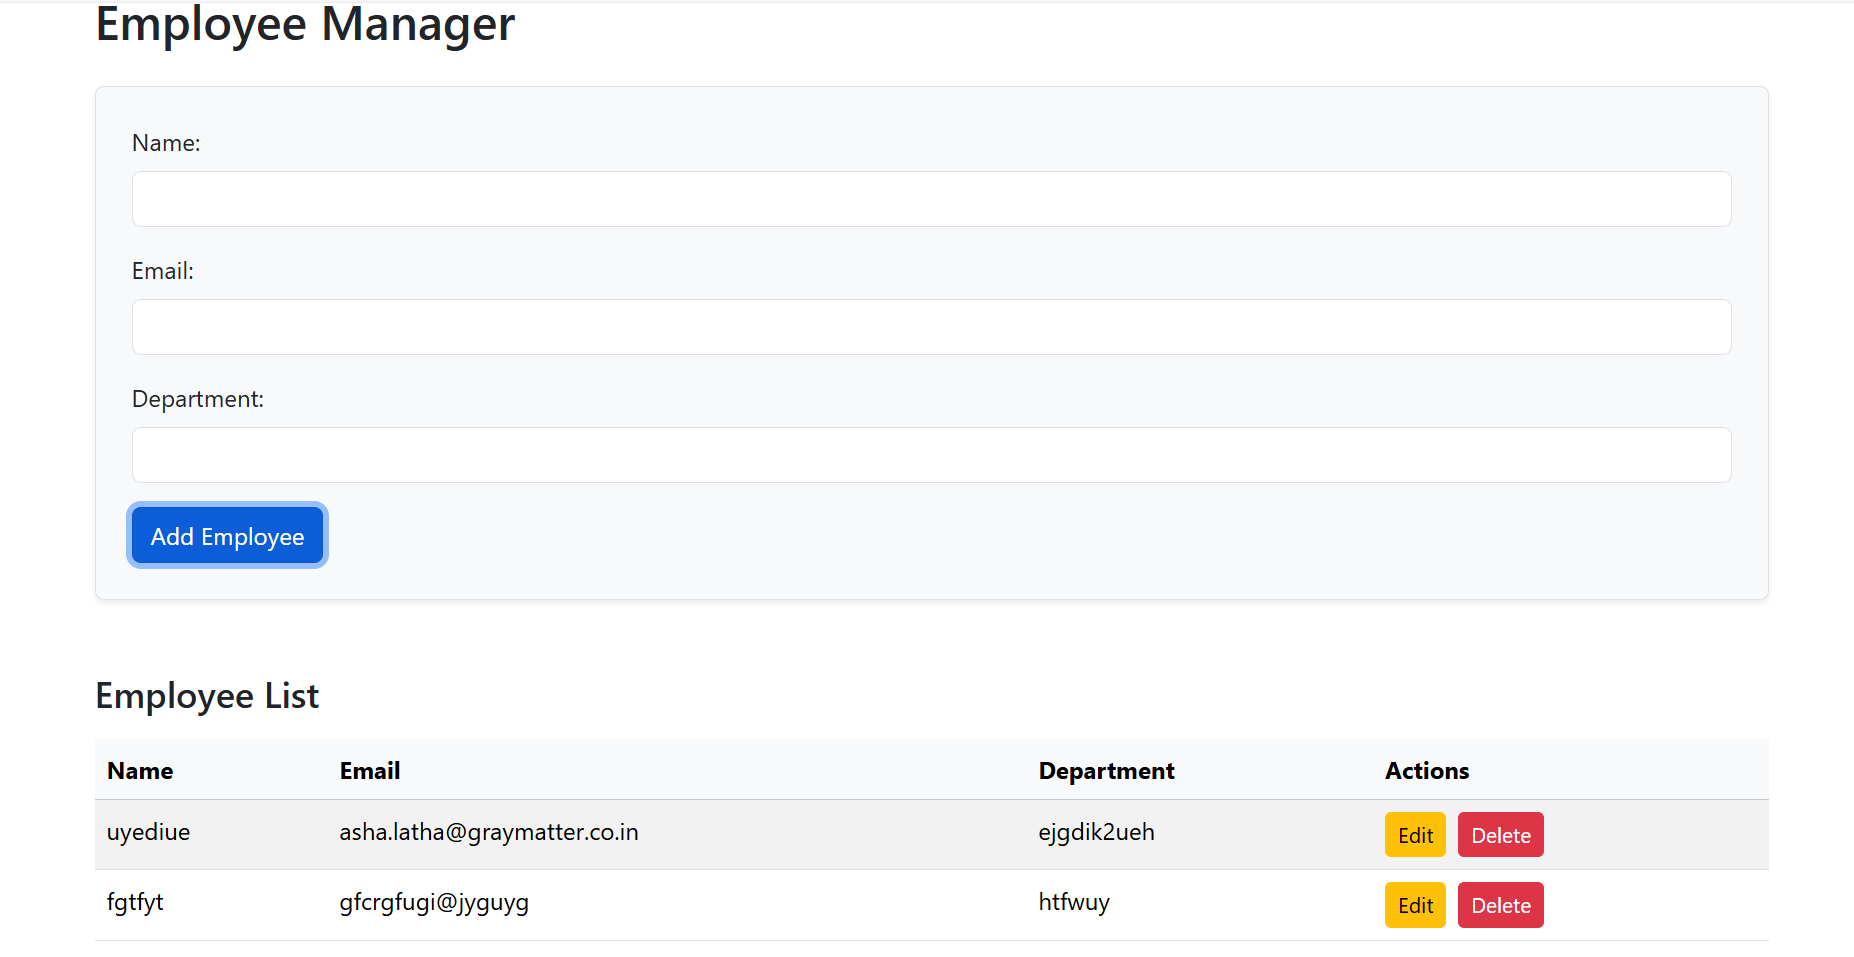 Employee Manager
Name:
Email:
Department:
Add Employee
Employee List
Name Email Department Actions
uyediue asha.latha@graymatter.co.in ejgdik2ueh Edit Delete
fgtfyt gfcrgfugi@jyguyg htfwuy Edit Delete